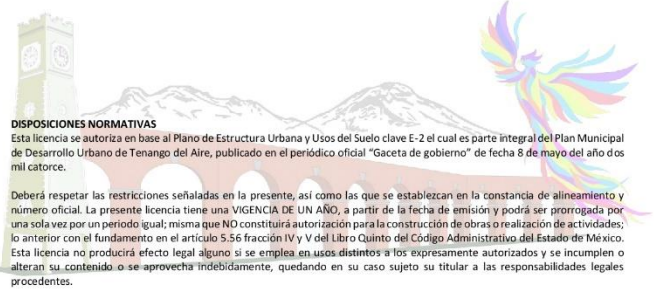 DISPOSICIONES NORMATIVAS
Esta licencia se autoriza en base al Plano de Estructura Urbana y Usos del Suelo clave E-2 el cual es parte integral del Plan Municipal
de Desarrollo Urbano de Tenango del Aire, publicado en el periódico oficial “Gaceta de gobierno” de fecha 8 de mayo del año dos
mil catorce.
Deberá respetar las restricciones señaladas en la presente, así como las que se establezcan en la constancia de alineamiento y
número oficial. La presente licencia tiene una VIGENCIA DE UN AÑO, a partir de la fecha de emisión y podrá ser prorrogada por
una sola vez por un periodo igual; misma que NO constituirá autorización para la construcción de obras o realización de actividades;
lo anterior con el fundamento en el artículo 5.56 fracción IV y V del Libro Quinto del Código Administrativo del Estado de México.
Esta licencia no producirá efecto legal alguno si se emplea en usos distintos a los expresamente autorizados y se incumplen o
alteran su contenido o se aprovecha indebidamente, quedando en su caso sujeto su titular a las responsabilidades legales
procedentes.